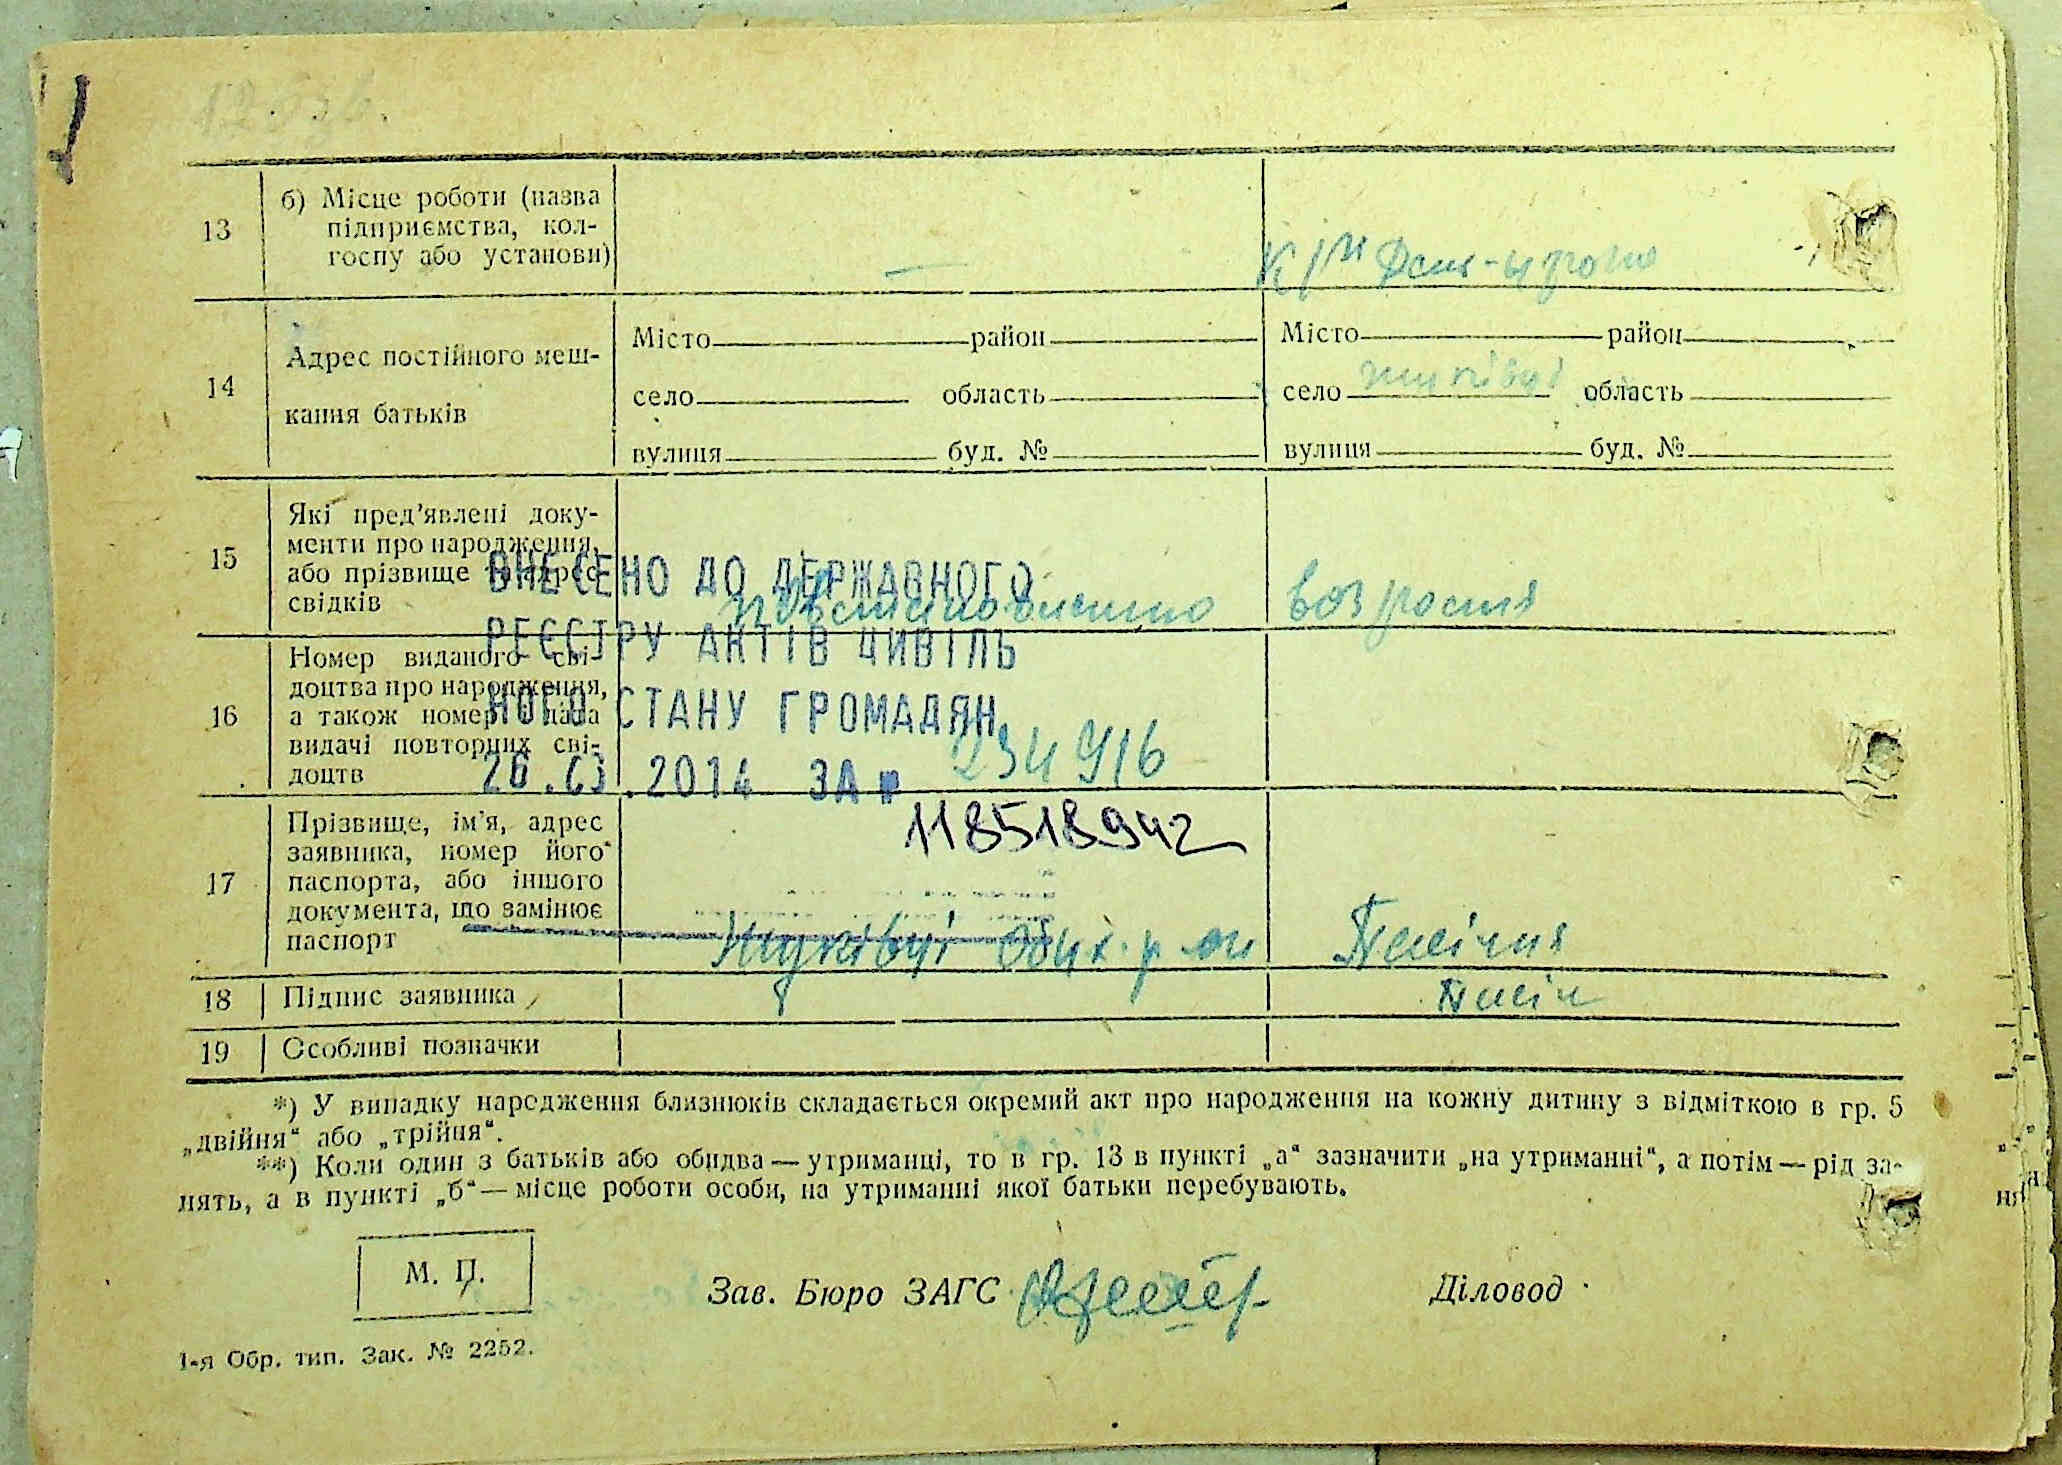 13
б) Місце роботи (назва
підприємства, кол-
госпу або установи)
—
14
Адрес постійного меш-
кання батьків
Місто район
село область
вулиця буд. №
Місто район
село область
вулиця буд. №
15
Які пред’явлені доку-
менти про народження,
або прізвище та адрес
свідків
возраста
ВНЕСЕНО ДО ДЕРЖАВНОГО
РЕЄСТРУ АКТІВ ЦИВІЛЬ
НОГО СТАНУ ГРОМАДЯН
.2014 ЗА №
16
Номер виданого сві-
доцтва про народження,
а також номер і дата
видачі повторних сві-
доцтв
234916
118518942
17
Прізвище, ім’я, адрес
заявника, номер його
паспорта, або іншого
документа, що замінює
паспорт
18
Підпис заявника
19
Особливі позначки
*) У випадку народження близнюків складається окремий акт про народження на кожну дитину з відміткою в гр. 5
„двійня“ або „трійня“.
**) Коли один з батьків або обидва — утриманці, то в гр. 13 в пункті „а“ зазначити „на утриманні“, а потім — рід за-
нять, а в пункті „б“ — місце роботи особи, на утриманні якої батьки перебувають.
М. П.
Зав. Бюро ЗАГС
Діловод
1-я Обр. тип. Зак. № 2252.